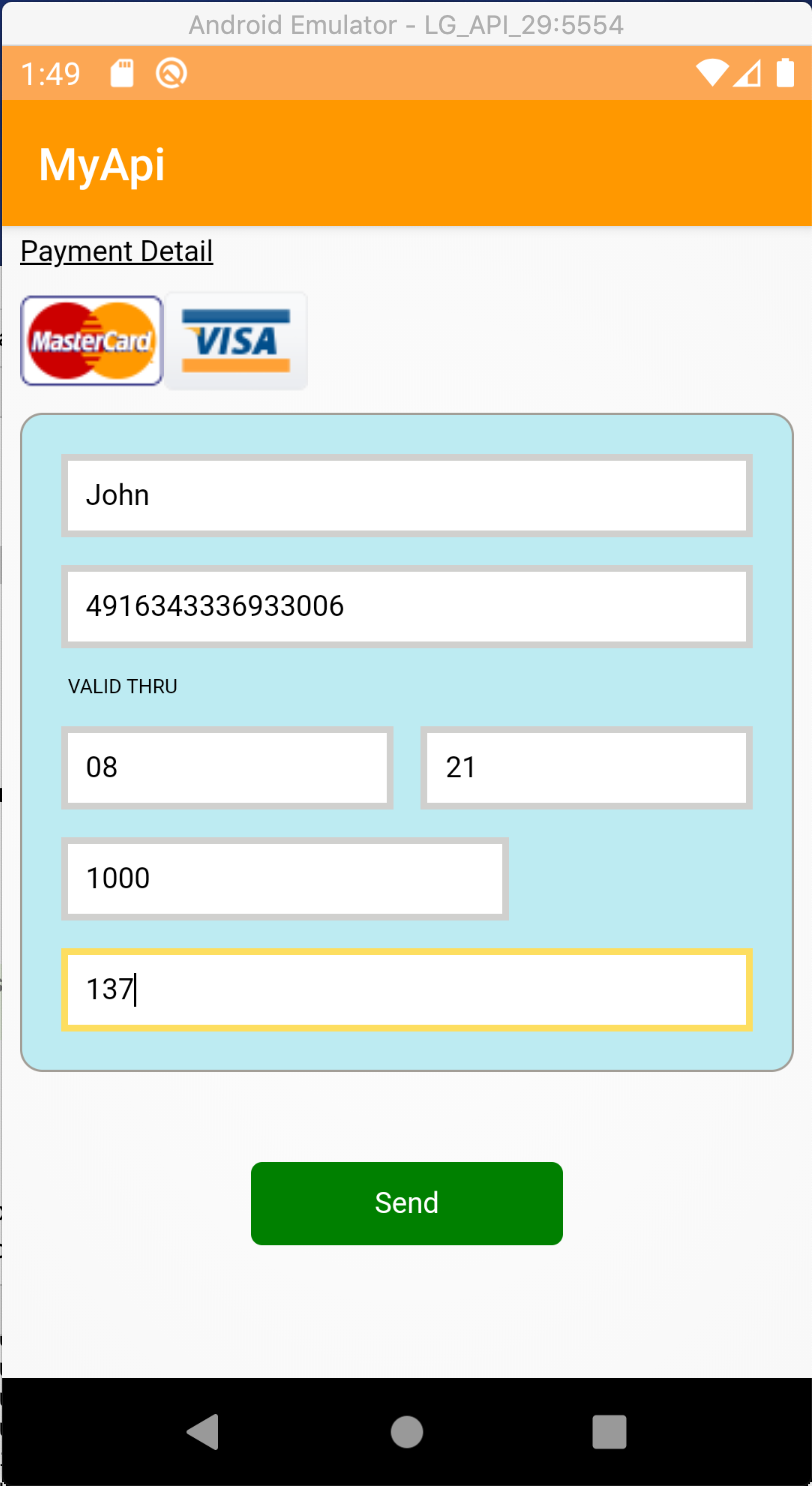 Android Emulator - LG_API_29:5554
1:49
MyApi
Payment Detail
MasterCard VISA
John
4916343336933006
VALID THRU
08 21
1000
137
Send